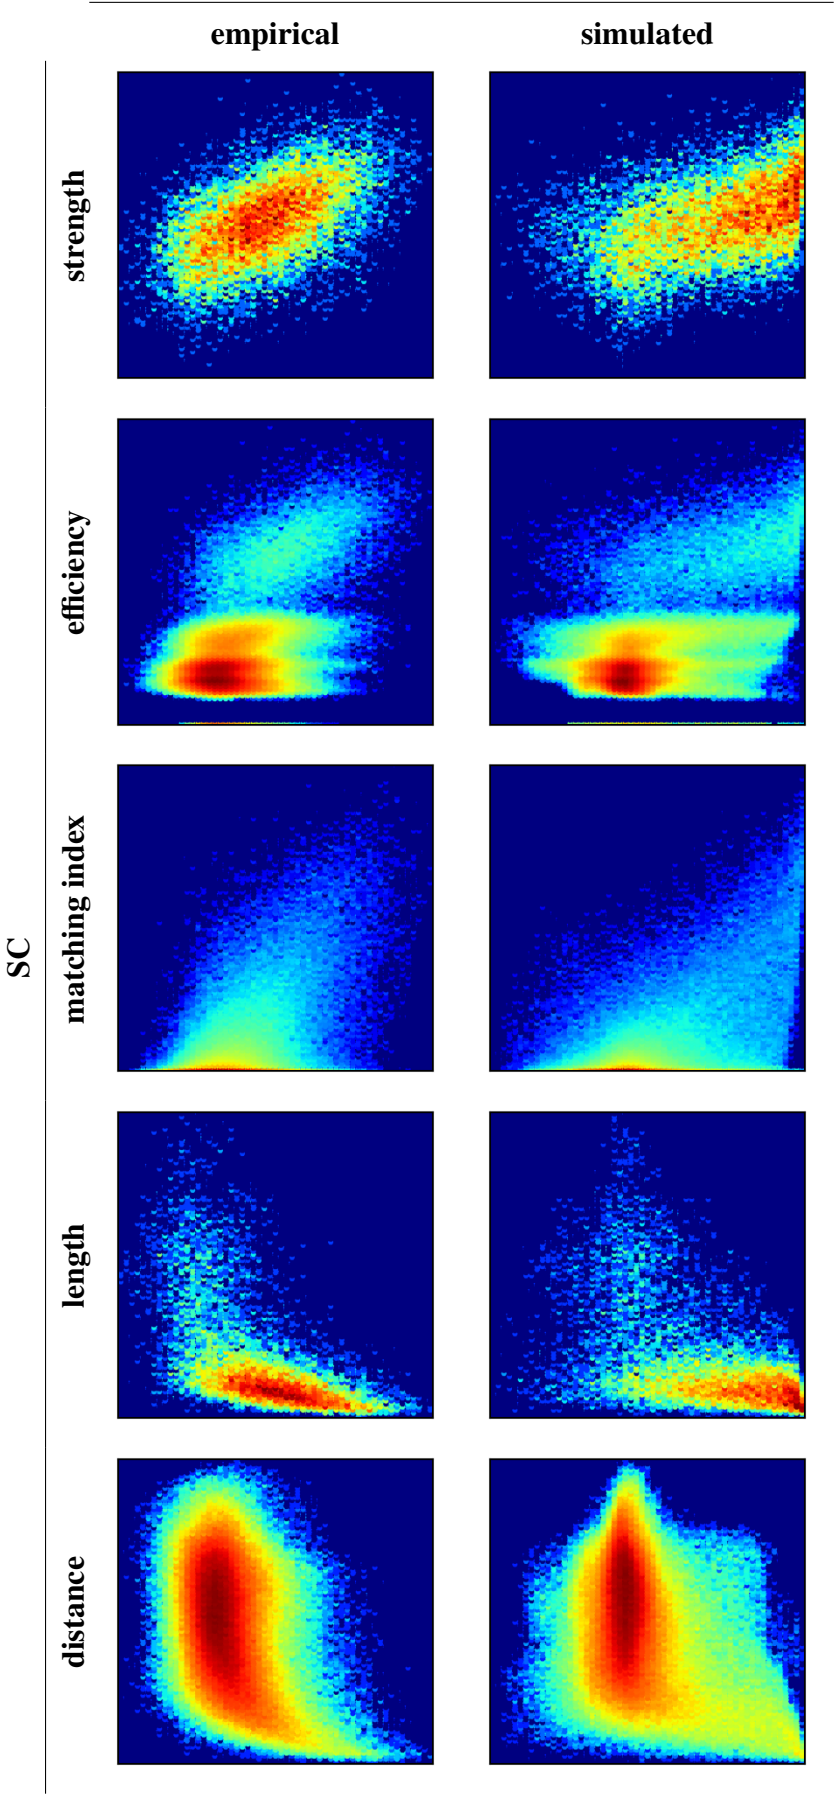 empirical
simulated
SC
strength
efficiency
matching index
length
distance